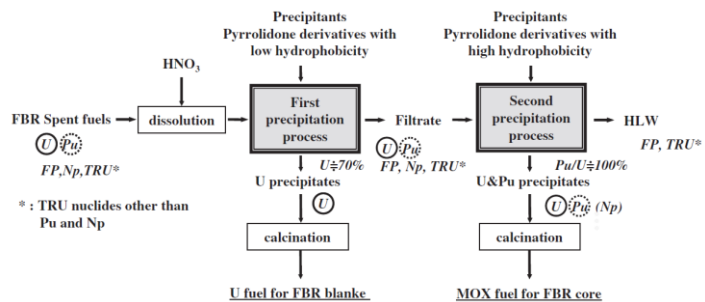 Precipitants
Pyrrolidone derivatives with
low hydrophobicity
Precipitants
Pyrrolidone derivatives with
high hydrophobicity
HNO3
FBR Spent fuels
dissolution
First
precipitation
process
Filtrate
Second
precipitation
process
HLW
U Pu
FP,Np,TRU*
U Pu
FP, Np, TRU*
FP, TRU*
U≑70%
Pu/U≑100%
U precipitates
U&Pu precipitates
* : TRU nuclides other than
Pu and Np
U
U Pu (Np)
calcination
calcination
U fuel for FBR blanke
MOX fuel for FBR core